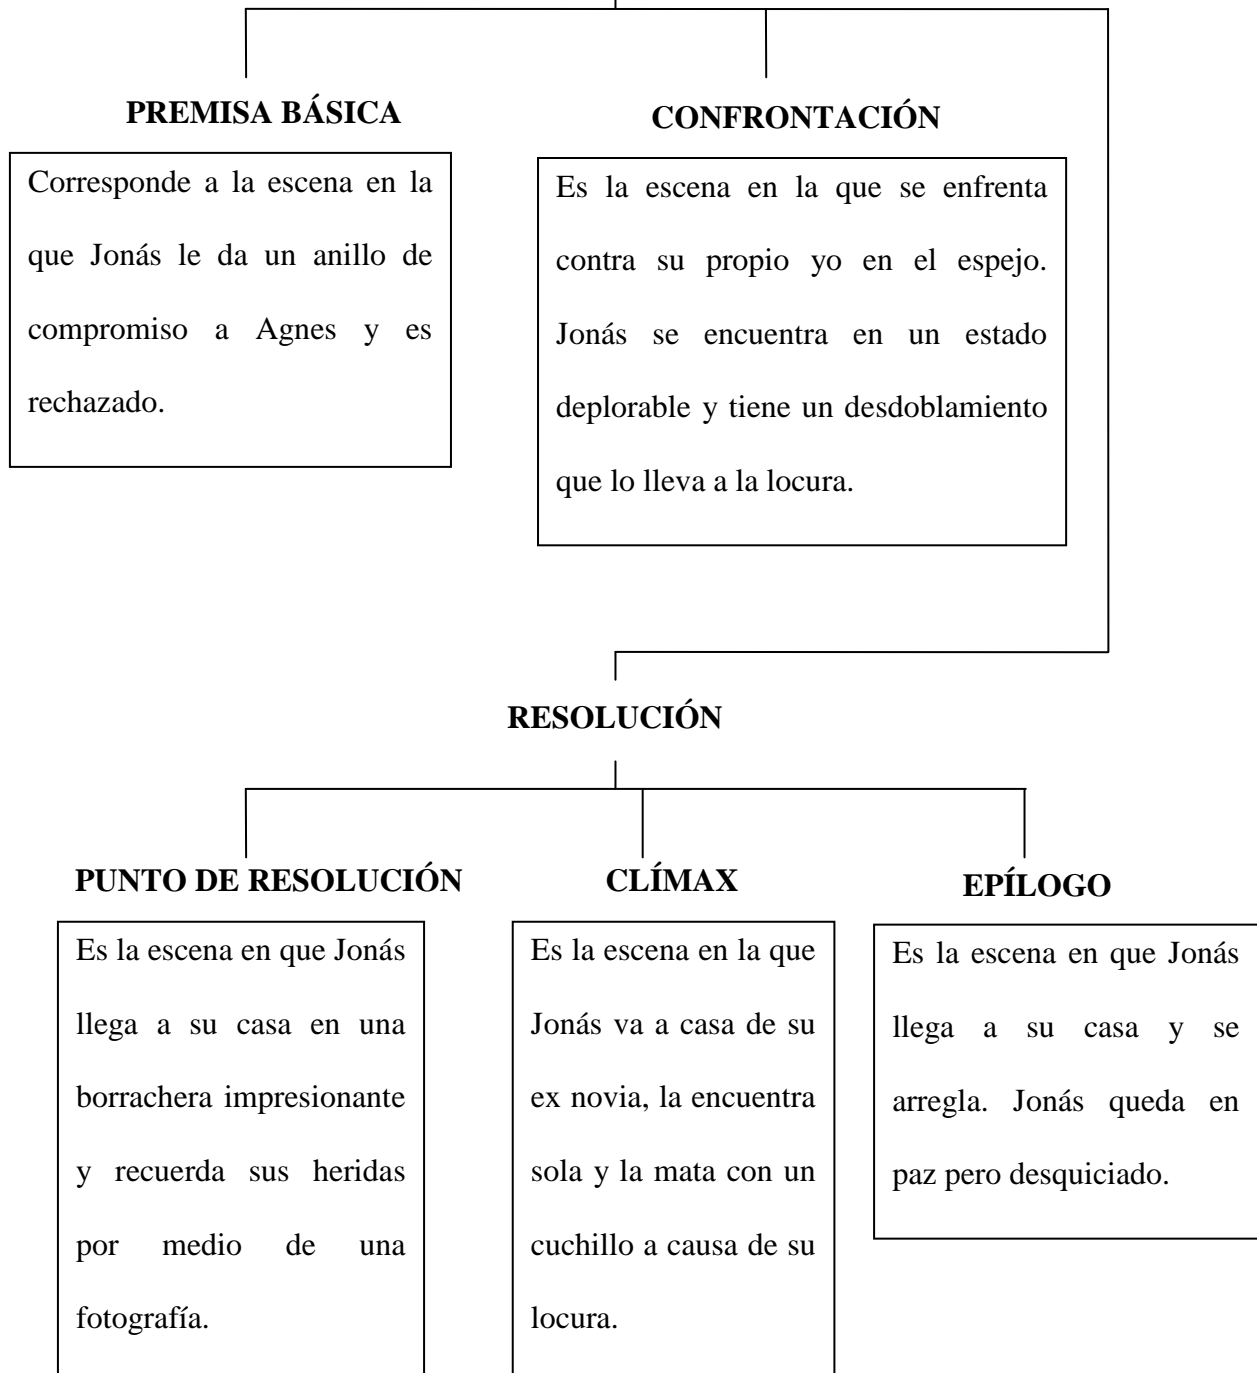 PREMISA BÁSICA
Corresponde a la escena en la
que Jonás le da un anillo de
compromiso a Agnes y es
rechazado.
CONFRONTACIÓN
Es la escena en la que se enfrenta
contra su propio yo en el espejo.
Jonás se encuentra en un estado
deplorable y tiene un desdoblamiento
que lo lleva a la locura.
RESOLUCIÓN
PUNTO DE RESOLUCIÓN
Es la escena en que Jonás
llega a su casa en una
borrachera impresionante
y recuerda sus heridas
por medio de una
fotografía.
CLÍMAX
Es la escena en la que
Jonás va a casa de su
ex novia, la encuentra
sola y la mata con un
cuchillo a causa de su
locura.
EPÍLOGO
Es la escena en que Jonás
llega a su casa y se
arregla. Jonás queda en
paz pero desquiciado.